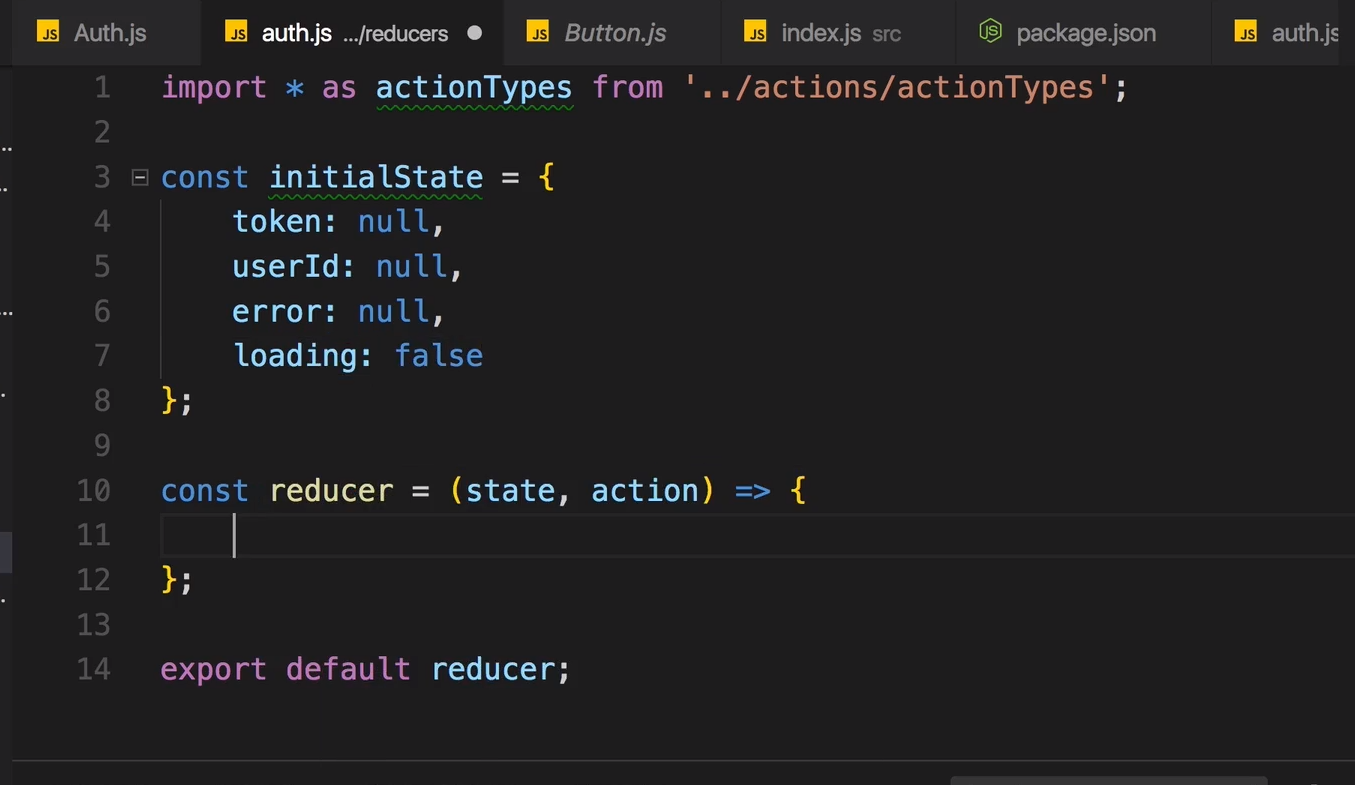 JS Auth.js JS auth.js .../reducers JS Button.js JS index.js src JS package.json JS auth.js
1 import * as actionTypes from '../actions/actionTypes';
2
3 const initialState = {
4 token: null,
5 userId: null,
6 error: null,
7 loading: false
8 };
9
10 const reducer = (state, action) => {
11
12 };
13
14 export default reducer;